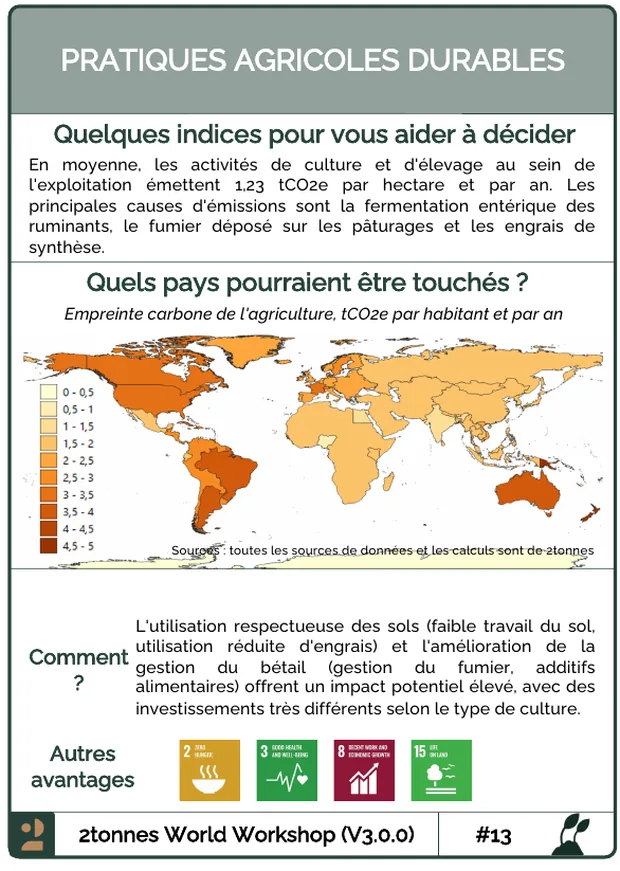 PRATIQUES AGRICOLES DURABLES
Quelques indices pour vous aider à décider
En moyenne, les activités de culture et d'élevage au sein de
l'exploitation émettent 1,23 tCO2e par hectare et par an. Les
principales causes d'émissions sont la fermentation entérique des
ruminants, le fumier déposé sur les pâturages et les engrais de
synthèse.
Quels pays pourraient être touchés ?
Empreinte carbone de l'agriculture, tCO2e par habitant et par an
0 - 0,5
0,5 - 1
1 - 1,5
1,5 - 2
2 - 2,5
2,5 - 3
3 - 3,5
3,5 - 4
4 - 4,5
4,5 - 5
Sources : toutes les sources de données et les calculs sont de 2tonnes
Comment
?
L'utilisation respectueuse des sols (faible travail du sol,
utilisation réduite d'engrais) et l'amélioration de la
gestion du bétail (gestion du fumier, additifs
alimentaires) offrent un impact potentiel élevé, avec des
investissements très différents selon le type de culture.
Autres
avantages
2 ZERO
HUNGER
3 GOOD HEALTH
AND WELL-BEING
8 DECENT WORK AND
ECONOMIC GROWTH
15 LIFE
ON LAND
2tonnes World Workshop (V3.0.0)
#13